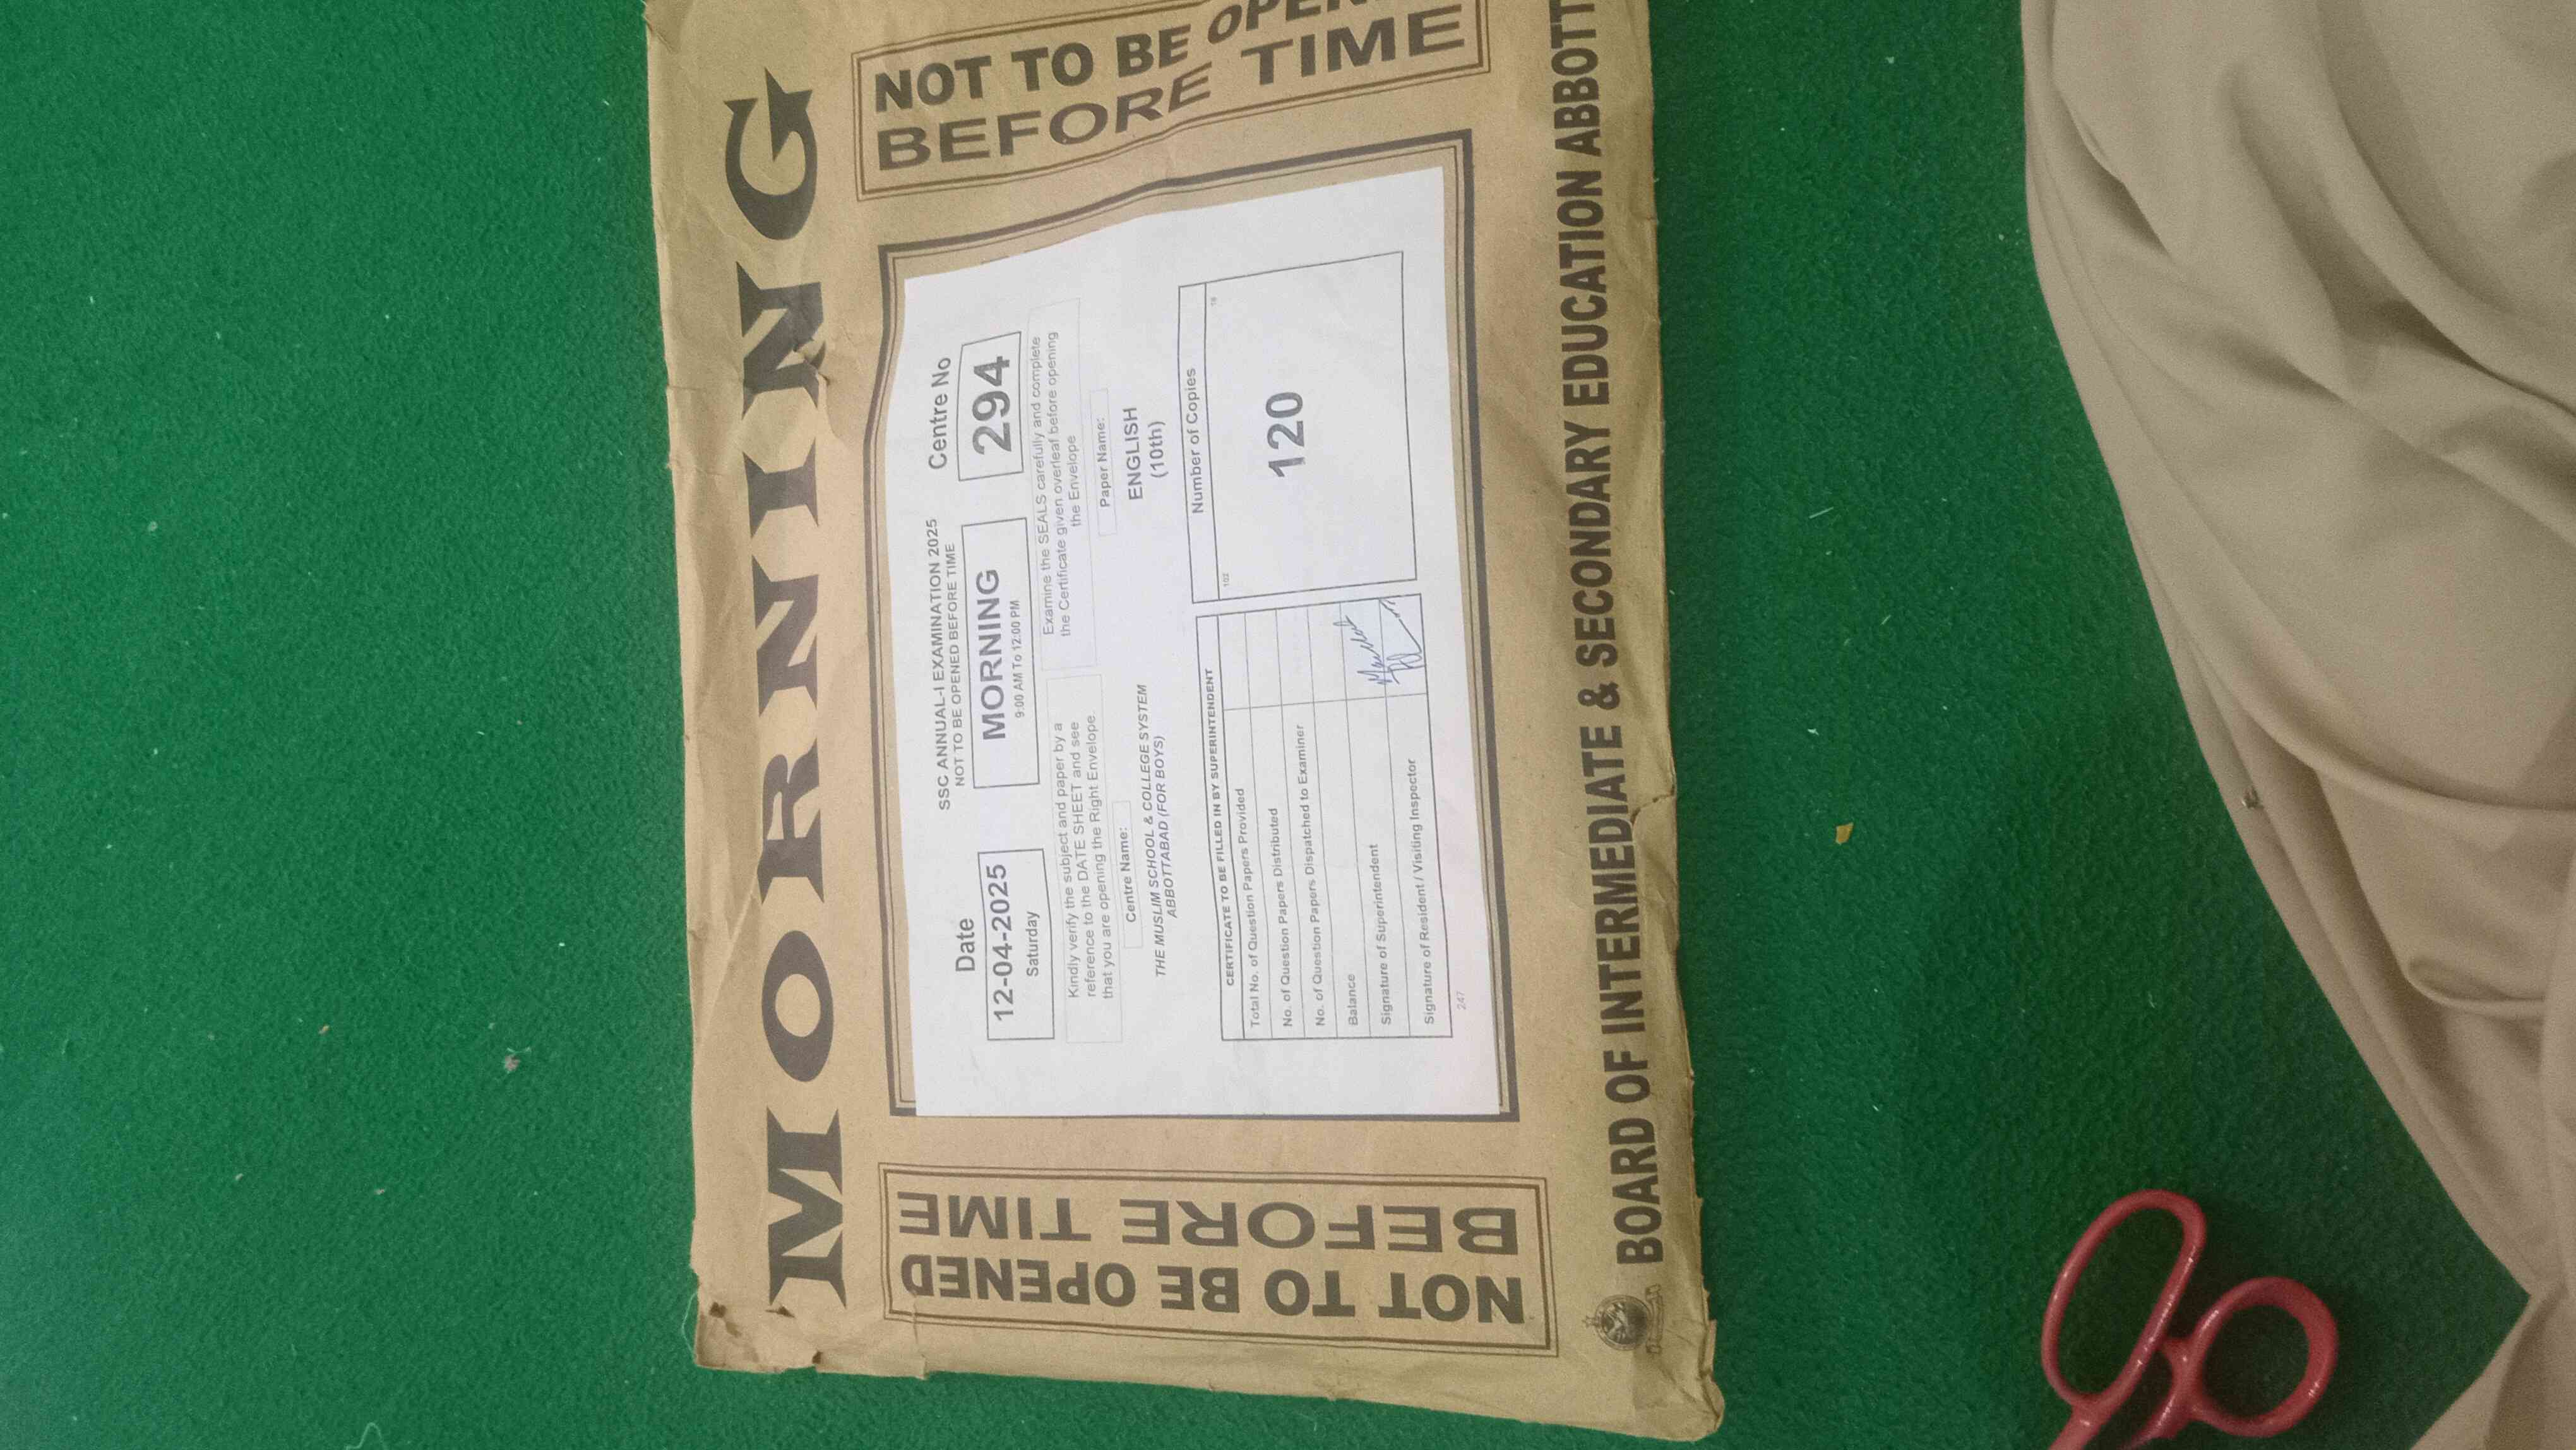 MORNING
NOT TO BE OPENED
BEFORE TIME
Date
12-04-2025
Saturday
SSC ANNUAL-I EXAMINATION 2025
NOT TO BE OPENED BEFORE TIME
MORNING
9:00 AM To 12:00 PM
Centre No
294
Kindly verify the subject and paper by a
reference to the DATE SHEET and see
that you are opening the Right Envelope.
Examine the SEALS carefully and complete
the Certificate given overleaf before opening
the Envelope
Centre Name:
THE MUSLIM SCHOOL & COLLEGE SYSTEM
ABBOTTABAD (FOR BOYS)
Paper Name:
ENGLISH
(10th)
CERTIFICATE TO BE FILLED IN BY SUPERINTENDENT
Total No. of Question Papers Provided
No. of Question Papers Distributed
No. of Question Papers Dispatched to Examiner
Balance
Signature of Superintendent
Signature of Resident / Visiting Inspector
Number of Copies
102
18
120
247
NOT TO BE OPEN
BEFORE TIME
BOARD OF INTERMEDIATE & SECONDARY EDUCATION ABBOTT